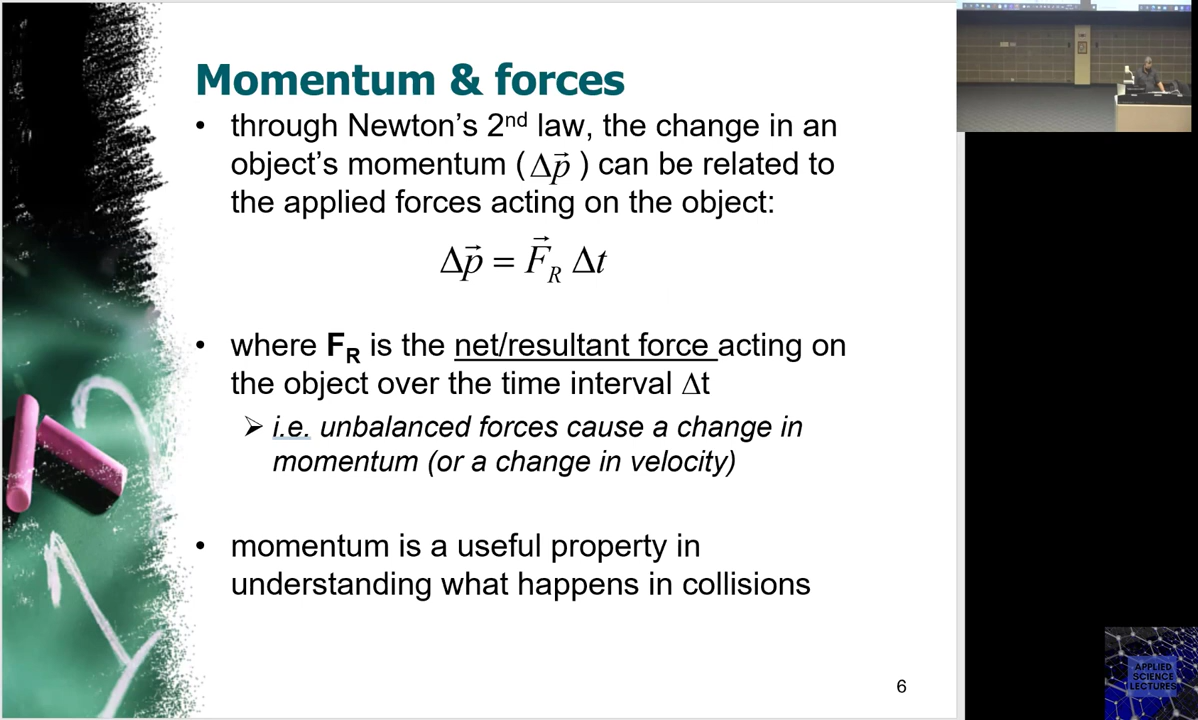 Momentum & forces
• through Newton's 2nd law, the change in an
object's momentum ( Δp⃗ ) can be related to
the applied forces acting on the object:
Δp⃗ = F⃗_R Δt
• where F_R is the net/resultant force acting on
the object over the time interval Δt
➢ i.e. unbalanced forces cause a change in
momentum (or a change in velocity)
• momentum is a useful property in
understanding what happens in collisions
6
APPLIED
SCIENCE
LECTURES